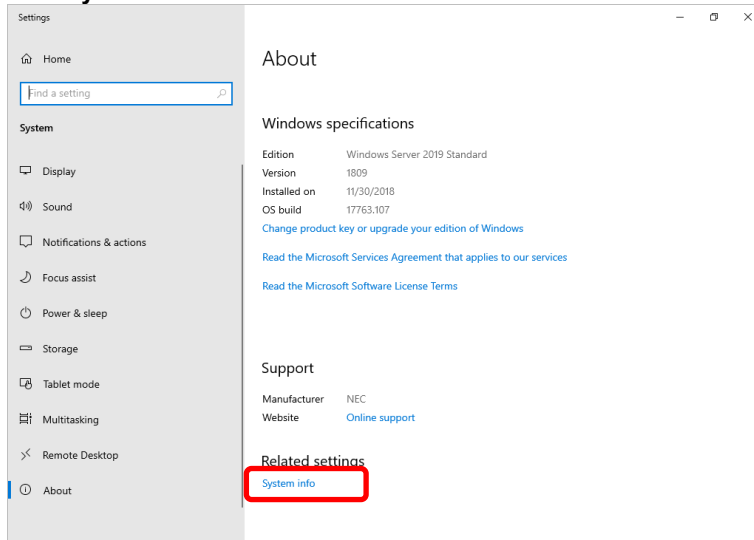 Settings
Home
Find a setting
System
Display
Sound
Notifications & actions
Focus assist
Power & sleep
Storage
Tablet mode
Multitasking
Remote Desktop
About
About
Windows specifications
Edition Windows Server 2019 Standard
Version 1809
Installed on 11/30/2018
OS build 17763.107
Change product key or upgrade your edition of Windows
Read the Microsoft Services Agreement that applies to our services
Read the Microsoft Software License Terms
Support
Manufacturer NEC
Website Online support
Related settings
System info